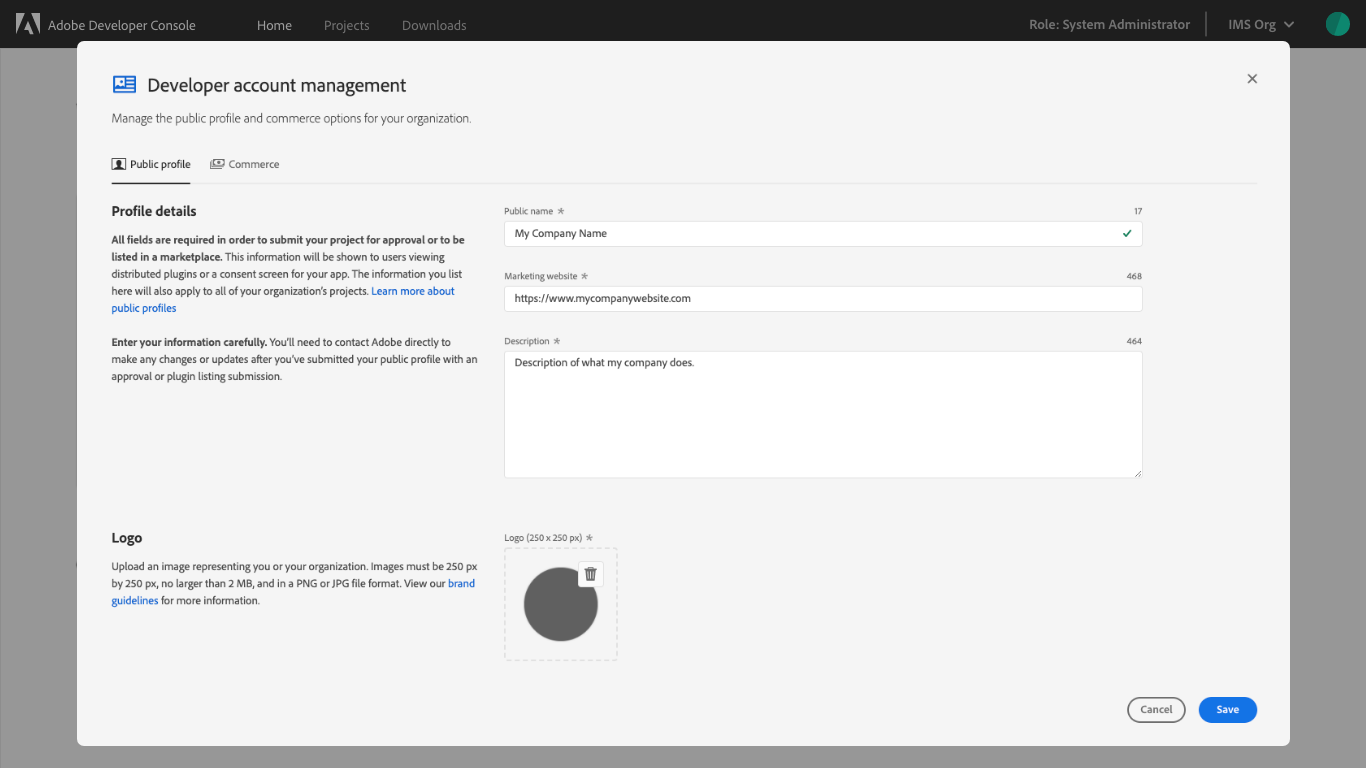 Adobe Developer Console
Home
Projects
Downloads
Role: System Administrator
IMS Org
Developer account management
Manage the public profile and commerce options for your organization.
Public profile
Commerce
Profile details
All fields are required in order to submit your project for approval or to be
listed in a marketplace. This information will be shown to users viewing
distributed plugins or a consent screen for your app. The information you list
here will also apply to all of your organization's projects. Learn more about
public profiles
Enter your information carefully. You'll need to contact Adobe directly to
make any changes or updates after you've submitted your public profile with an
approval or plugin listing submission.
Public name *
17
My Company Name
Marketing website *
468
https://www.mycompanywebsite.com
Description *
464
Description of what my company does.
Logo
Upload an image representing you or your organization. Images must be 250 px
by 250 px, no larger than 2 MB, and in a PNG or JPG file format. View our brand
guidelines for more information.
Logo (250 x 250 px) *
Cancel
Save